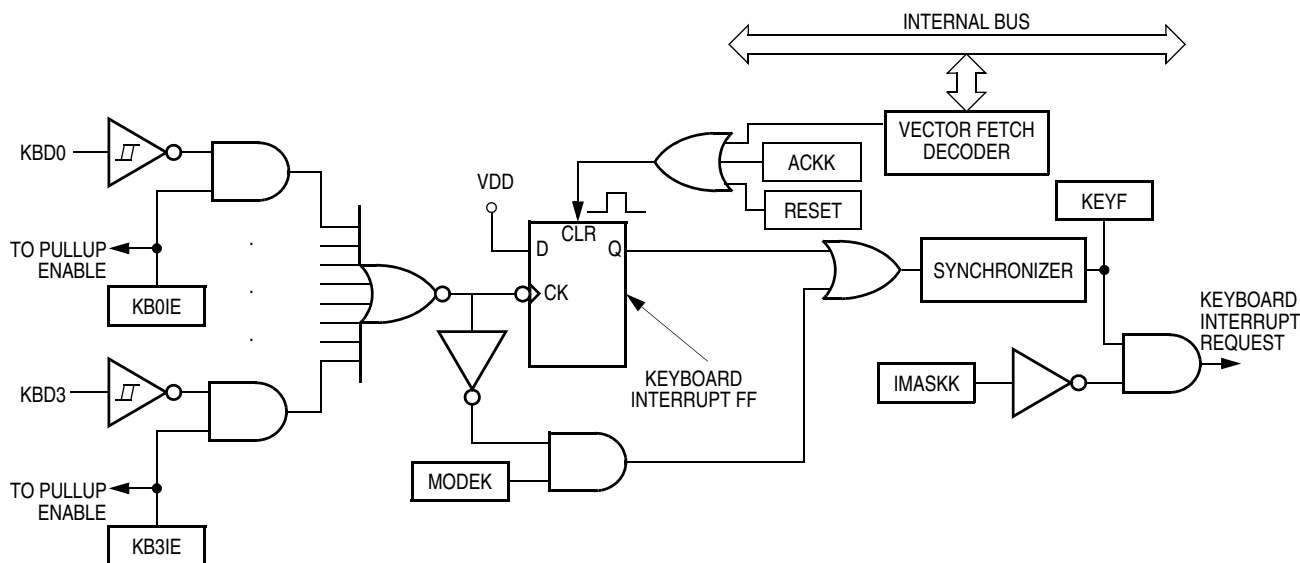 INTERNAL BUS
VECTOR FETCH
DECODER
ACKK
RESET
KBD0
TO PULLUP
ENABLE
KB0IE
VDD
CLR
D
Q
CK
KEYF
SYNCHRONIZER
KEYBOARD
INTERRUPT
REQUEST
KEYBOARD
INTERRUPT FF
IMASKK
KBD3
MODEK
TO PULLUP
ENABLE
KB3IE